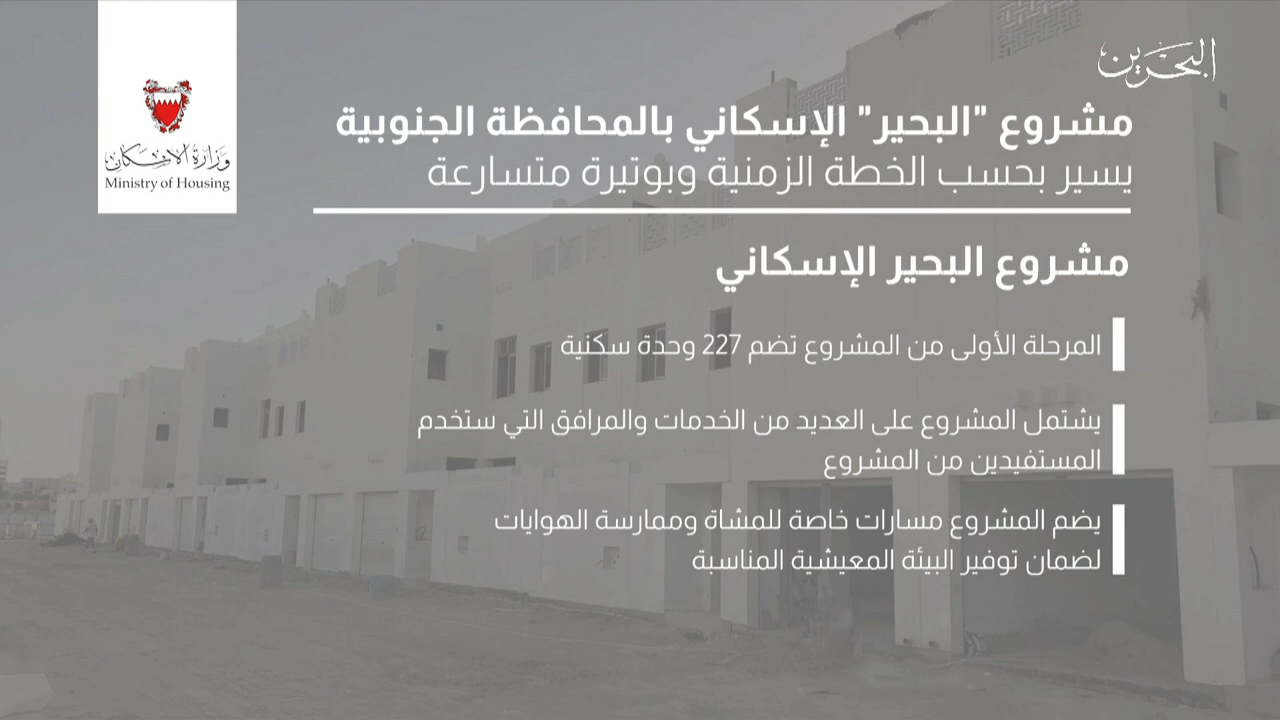 البحرين
وزارة الإسكان
Ministry of Housing
مشروع "البحير" الإسكاني بالمحافظة الجنوبية
يسير بحسب الخطة الزمنية وبوتيرة متسارعة
مشروع البحير الإسكاني
المرحلة الأولى من المشروع تضم 227 وحدة سكنية
يشتمل المشروع على العديد من الخدمات والمرافق التي ستخدم
المستفيدين من المشروع
يضم المشروع مسارات خاصة للمشاة وممارسة الهوايات
لضمان توفير البيئة المعيشية المناسبة